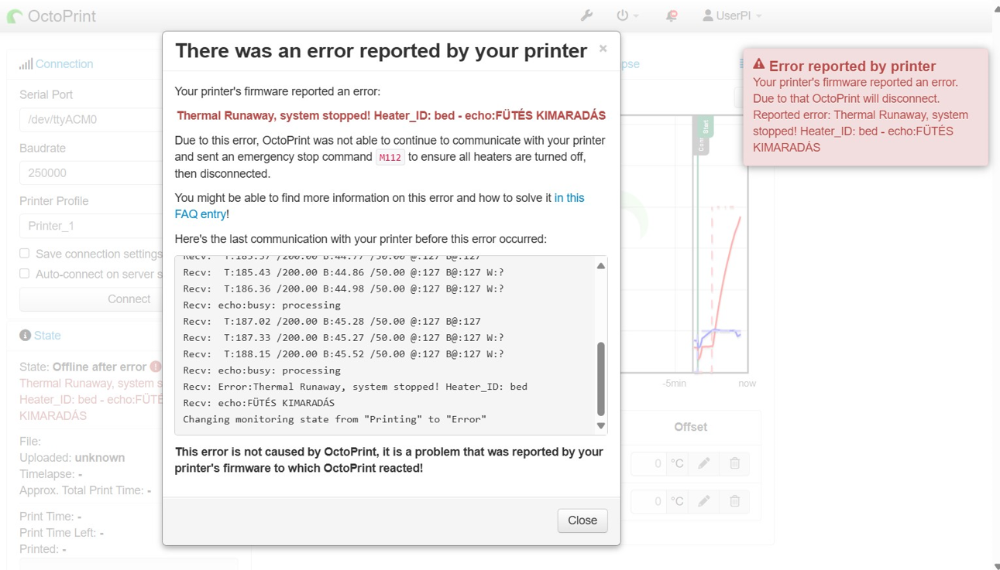 OctoPrint
UserPI
There was an error reported by your printer
×
Your printer's firmware reported an error:
Thermal Runaway, system stopped! Heater_ID: bed - echo:FŰTÉS KIMARADÁS
Due to this error, OctoPrint was not able to continue to communicate with your printer
and sent an emergency stop command M112 to ensure all heaters are turned off,
then disconnected.
You might be able to find more information on this error and how to solve it in this
FAQ entry!
Here's the last communication with your printer before this error occurred:
Recv:  T:185.37 /200.00 B:44.77 /50.00 @:127 B@:127
Recv:  T:185.43 /200.00 B:44.86 /50.00 @:127 B@:127 W:?
Recv:  T:186.36 /200.00 B:44.98 /50.00 @:127 B@:127 W:?
Recv: echo:busy: processing
Recv:  T:187.02 /200.00 B:45.28 /50.00 @:127 B@:127
Recv:  T:187.33 /200.00 B:45.27 /50.00 @:127 B@:127 W:?
Recv:  T:188.15 /200.00 B:45.52 /50.00 @:127 B@:127 W:?
Recv: echo:busy: processing
Recv: Error:Thermal Runaway, system stopped! Heater_ID: bed
Recv: echo:FŰTÉS KIMARADÁS
Changing monitoring state from "Printing" to "Error"
This error is not caused by OctoPrint, it is a problem that was reported by your
printer's firmware to which OctoPrint reacted!
Close
Error reported by printer
Your printer's firmware reported an error.
Due to that OctoPrint will disconnect.
Reported error: Thermal Runaway, system
stopped! Heater_ID: bed - echo:FŰTÉS
KIMARADÁS
Connection
Serial Port
/dev/ttyACM0
Baudrate
250000
Printer Profile
Printer_1
Save connection settings
Auto-connect on server s
Connect
State
State: Offline after error
Thermal Runaway, system s
Heater_ID: bed - echo:FŰTÉ
KIMARADÁS
File:
Uploaded: unknown
Timelapse: -
Approx. Total Print Time: -
Print Time: -
Print Time Left: -
Printed: -
pse
Start
-5min
now
Offset
0 °C
0 °C